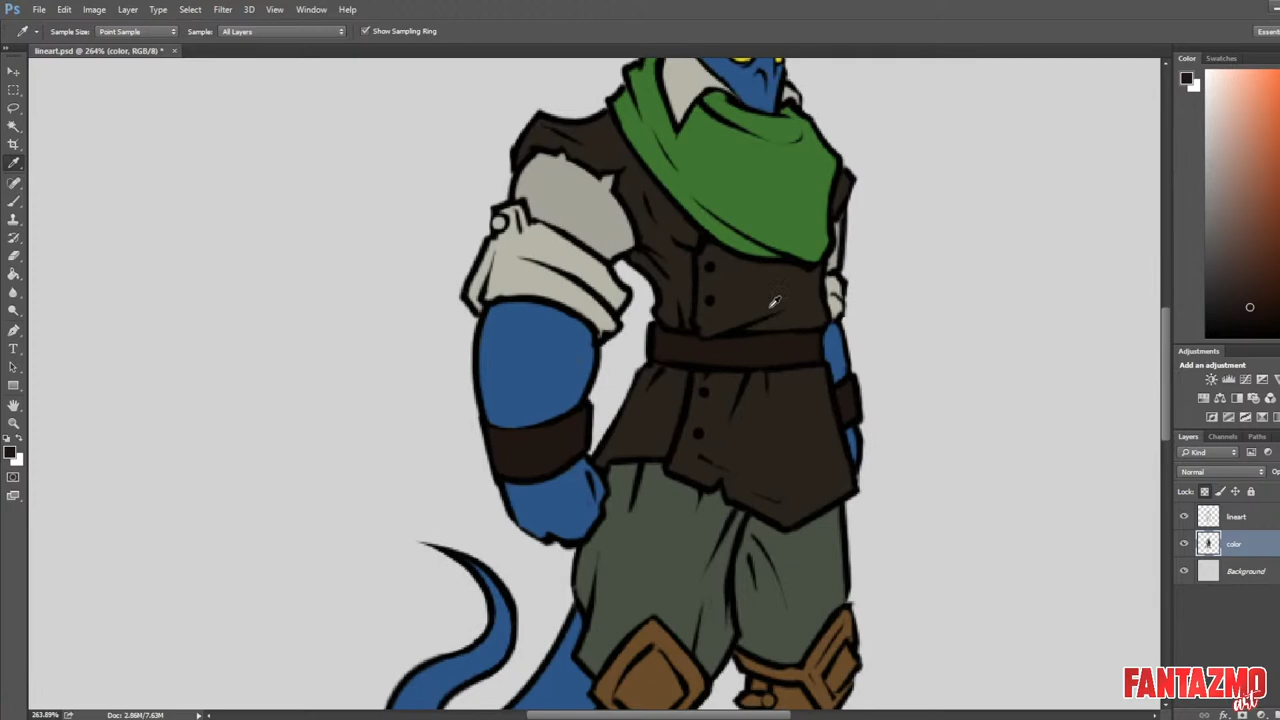 Ps File Edit Image Layer Type Select Filter 3D View Window Help
Sample Size: Point Sample Sample: All Layers Show Sampling Ring
lineart.psd @ 264% (color, RGB/8) * ×
Color Swatches
Adjustments
Add an adjustment
Layers Channels Paths
Kind
Normal
Lock:
lineart
color
Background
FANTAZMO
art
263.89% Doc: 2.86M/7.63M